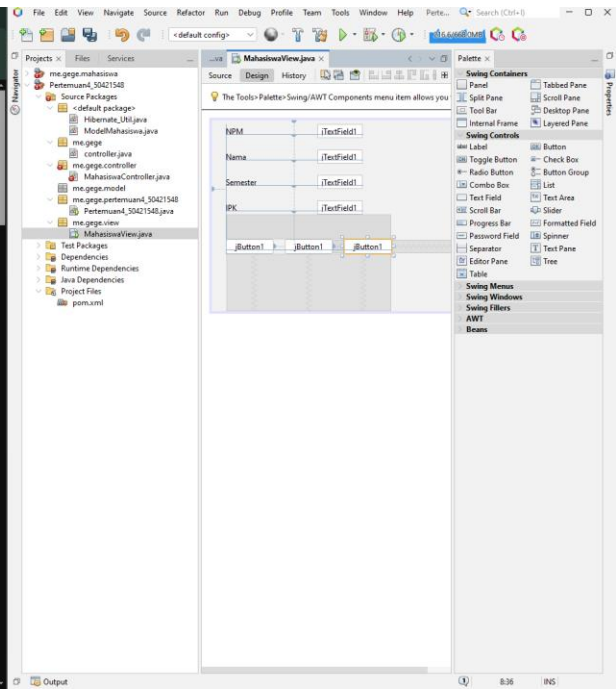 File Edit View Navigate Source Refactor Run Debug Profile Team Tools Window Help Perte... Search (Ctrl+I)
<default config>
Projects Files Services
me.gege.mahasiswa
Pertemuan4_50421548
Source Packages
<default package>
Hibernate_Util.java
ModelMahasiswa.java
me.gege
controller.java
me.gege.controller
MahasiswaController.java
me.gege.model
me.gege.pertemuan4_50421548
Pertemuan4_50421548.java
me.gege.view
MahasiswaView.java
Test Packages
Dependencies
Runtime Dependencies
Java Dependencies
Project Files
pom.xml
Navigator
...va MahasiswaView.java
Source Design History
The Tools>Palette>Swing/AWT Components menu item allows you
NPM jTextField1
Nama jTextField1
Semester jTextField1
IPK jTextField1
jButton1 jButton1 jButton1
Palette
Swing Containers
Panel Tabbed Pane
Split Pane Scroll Pane
Tool Bar Desktop Pane
Internal Frame Layered Pane
Swing Controls
Label Button
Toggle Button Check Box
Radio Button Button Group
Combo Box List
Text Field Text Area
Scroll Bar Slider
Progress Bar Formatted Field
Password Field Spinner
Separator Text Pane
Editor Pane Tree
Table
Swing Menus
Swing Windows
Swing Fillers
AWT
Beans
Properties
Output
8:36 INS